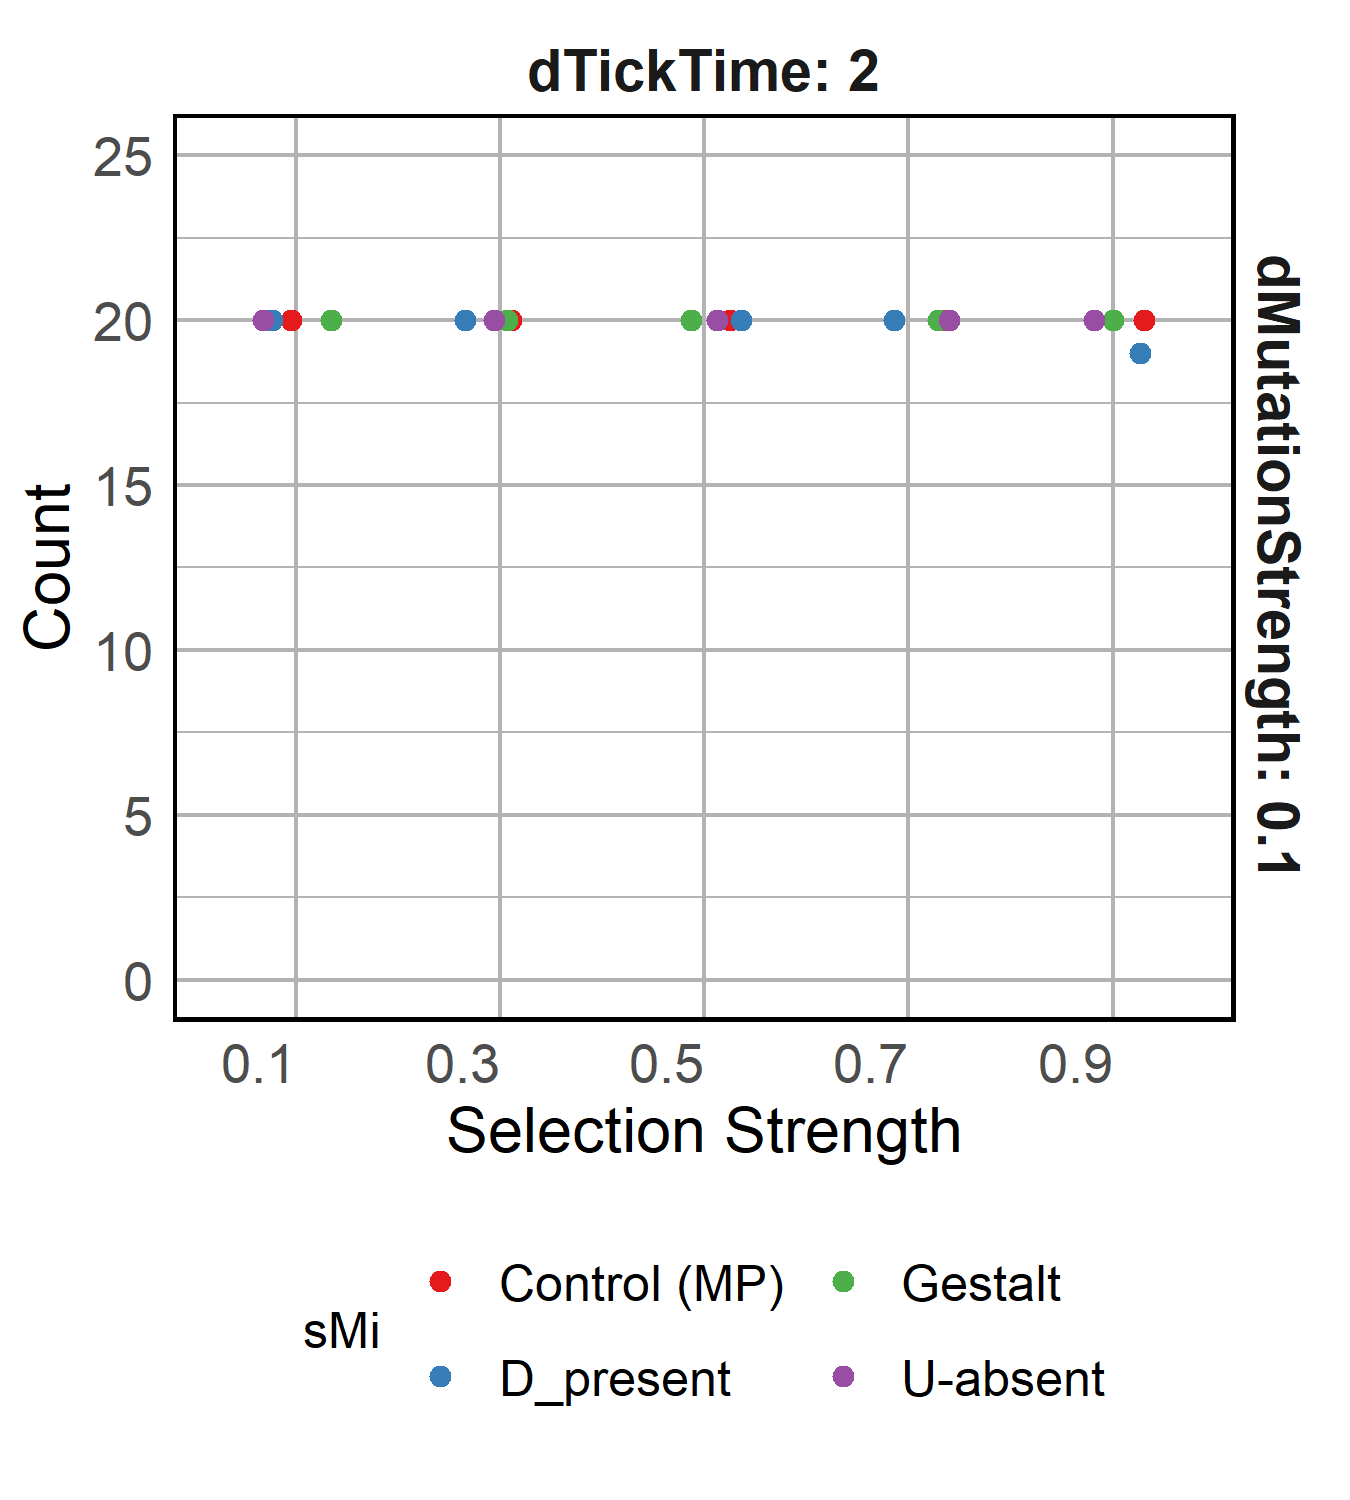 dTickTime: 2
25
20
15
10
5
0
Count
dMutationStrength: 0.1
0.1 0.3 0.5 0.7 0.9
Selection Strength
sMi
Control (MP) Gestalt
D_present U-absent